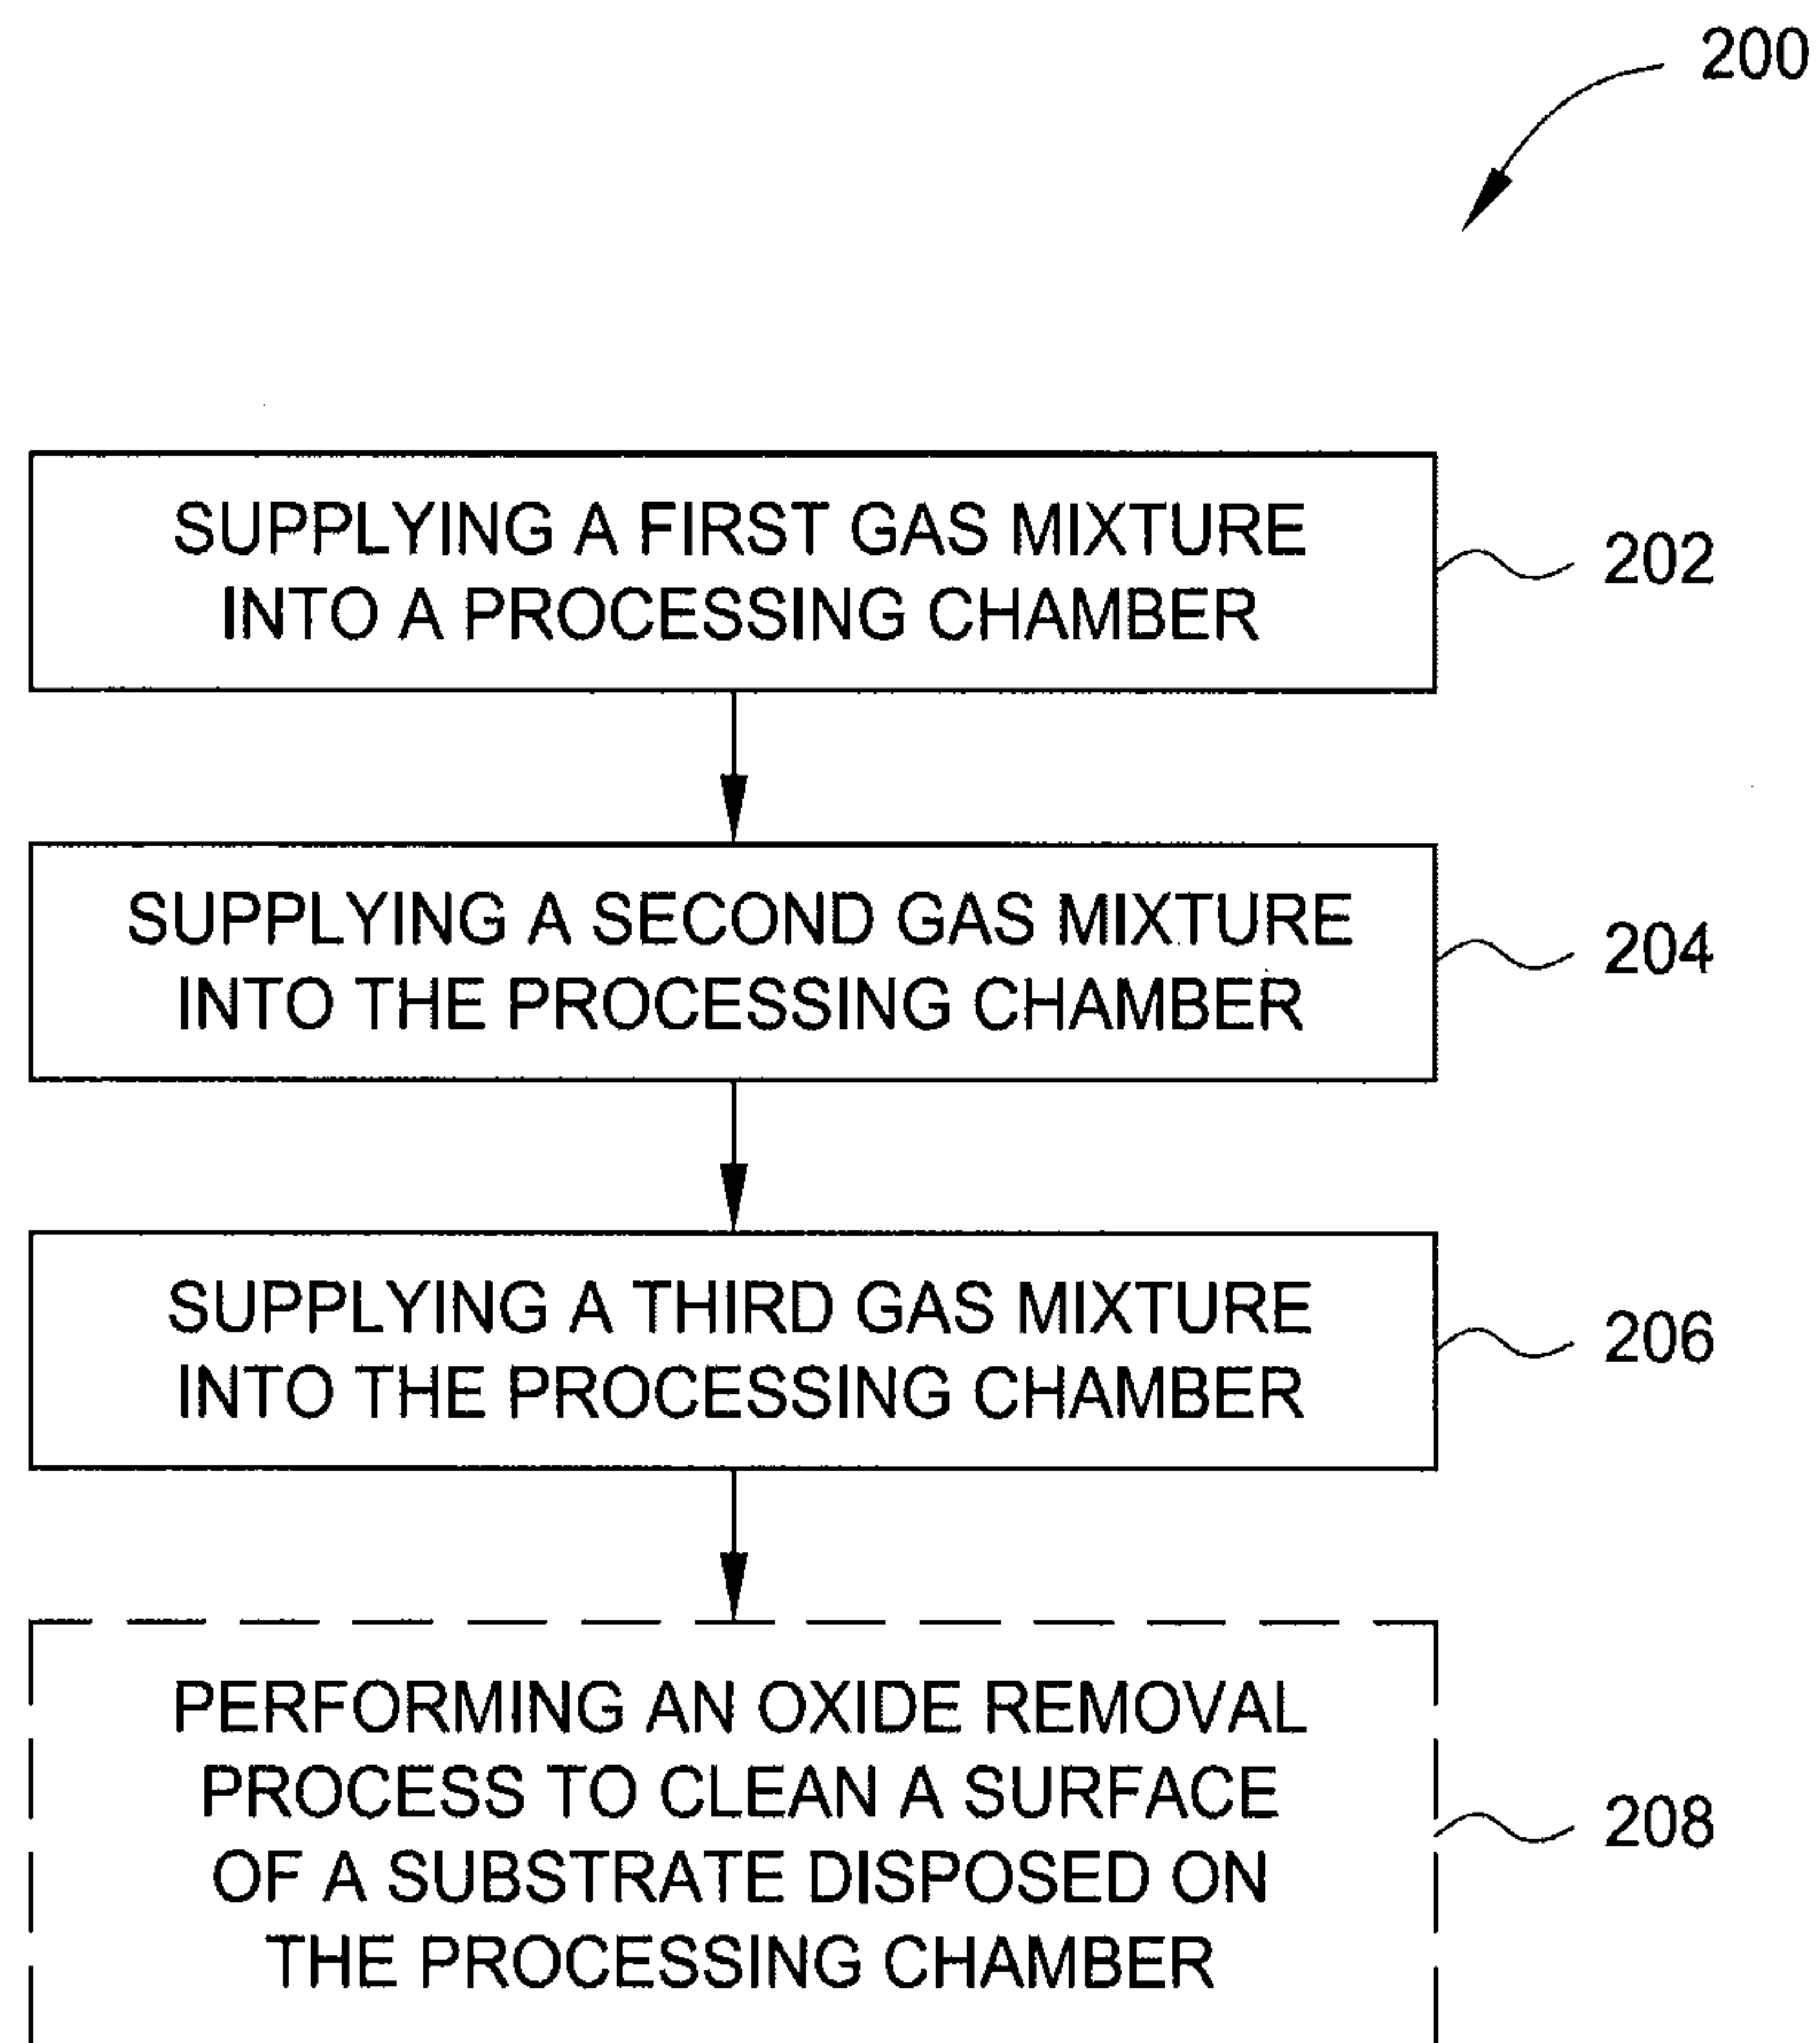 200
SUPPLYING A FIRST GAS MIXTURE
INTO A PROCESSING CHAMBER
202
SUPPLYING A SECOND GAS MIXTURE
INTO THE PROCESSING CHAMBER
204
SUPPLYING A THIRD GAS MIXTURE
INTO THE PROCESSING CHAMBER
206
PERFORMING AN OXIDE REMOVAL
PROCESS TO CLEAN A SURFACE
OF A SUBSTRATE DISPOSED ON
THE PROCESSING CHAMBER
208